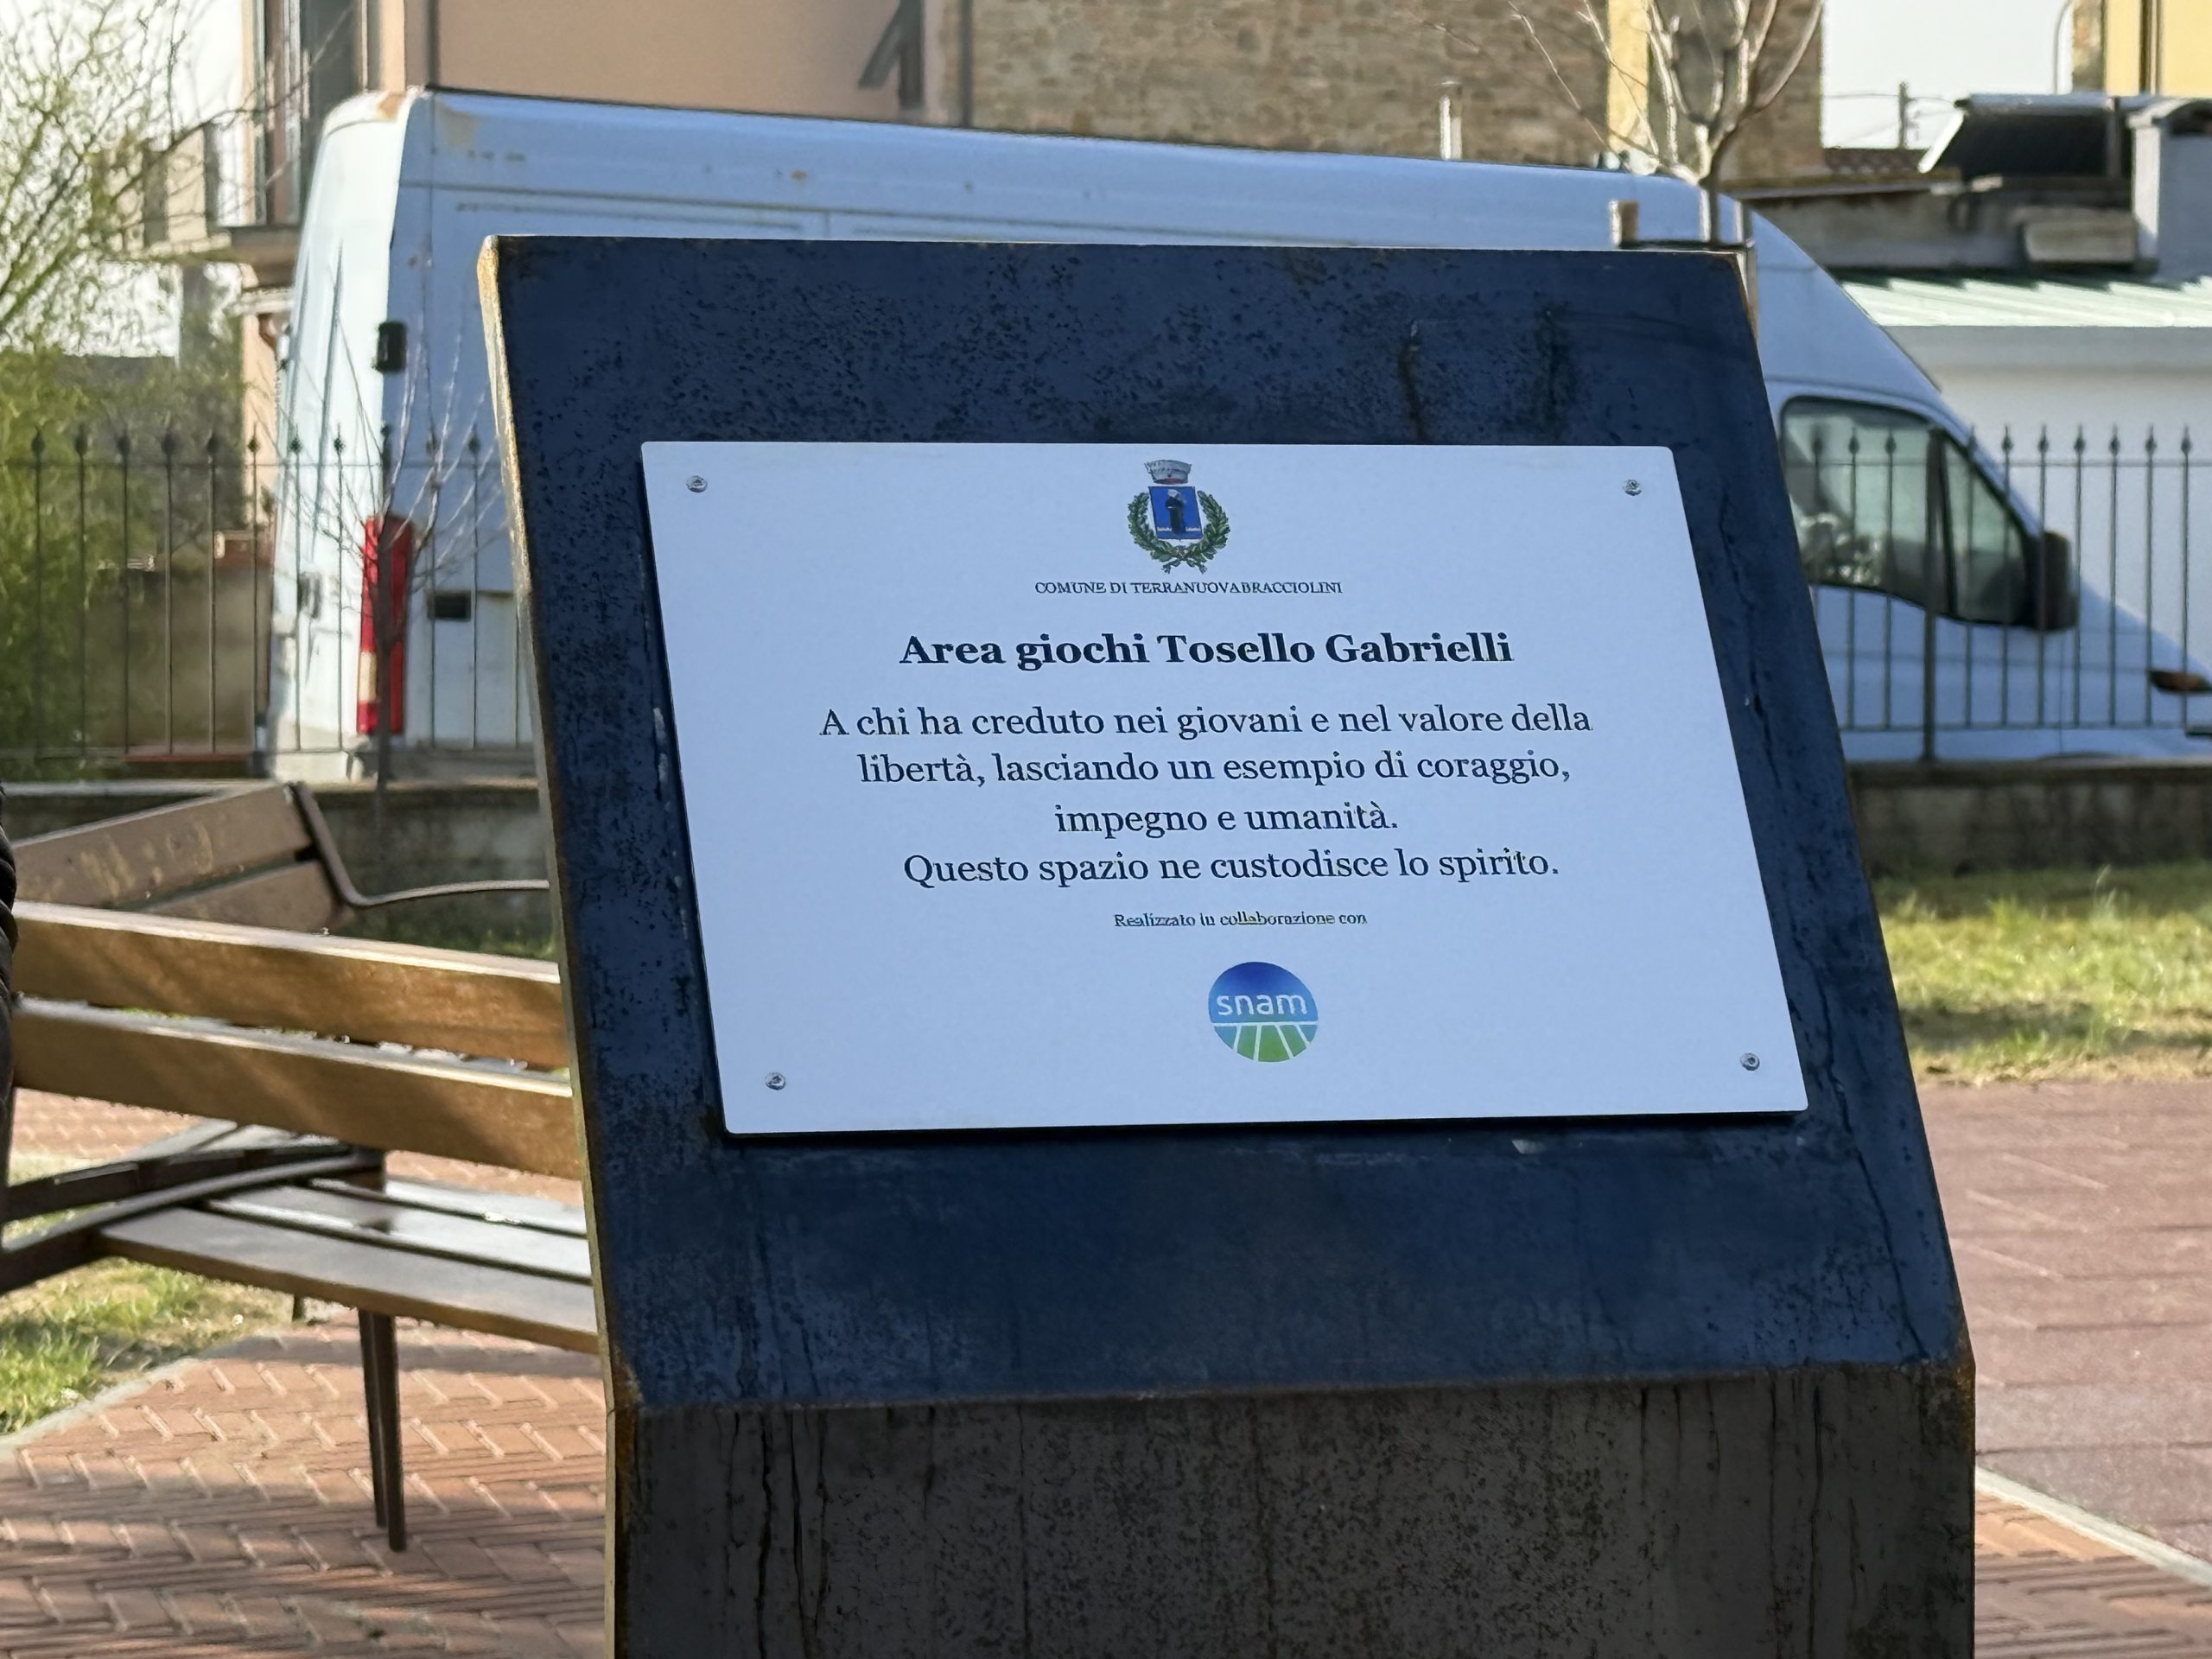 COMUNE DI TERRANUOVA BRACCIOLINI
Area giochi Tosello Gabrielli
A chi ha creduto nei giovani e nel valore della
libertà, lasciando un esempio di coraggio,
impegno e umanità.
Questo spazio ne custodisce lo spirito.
Realizzato in collaborazione con
snam